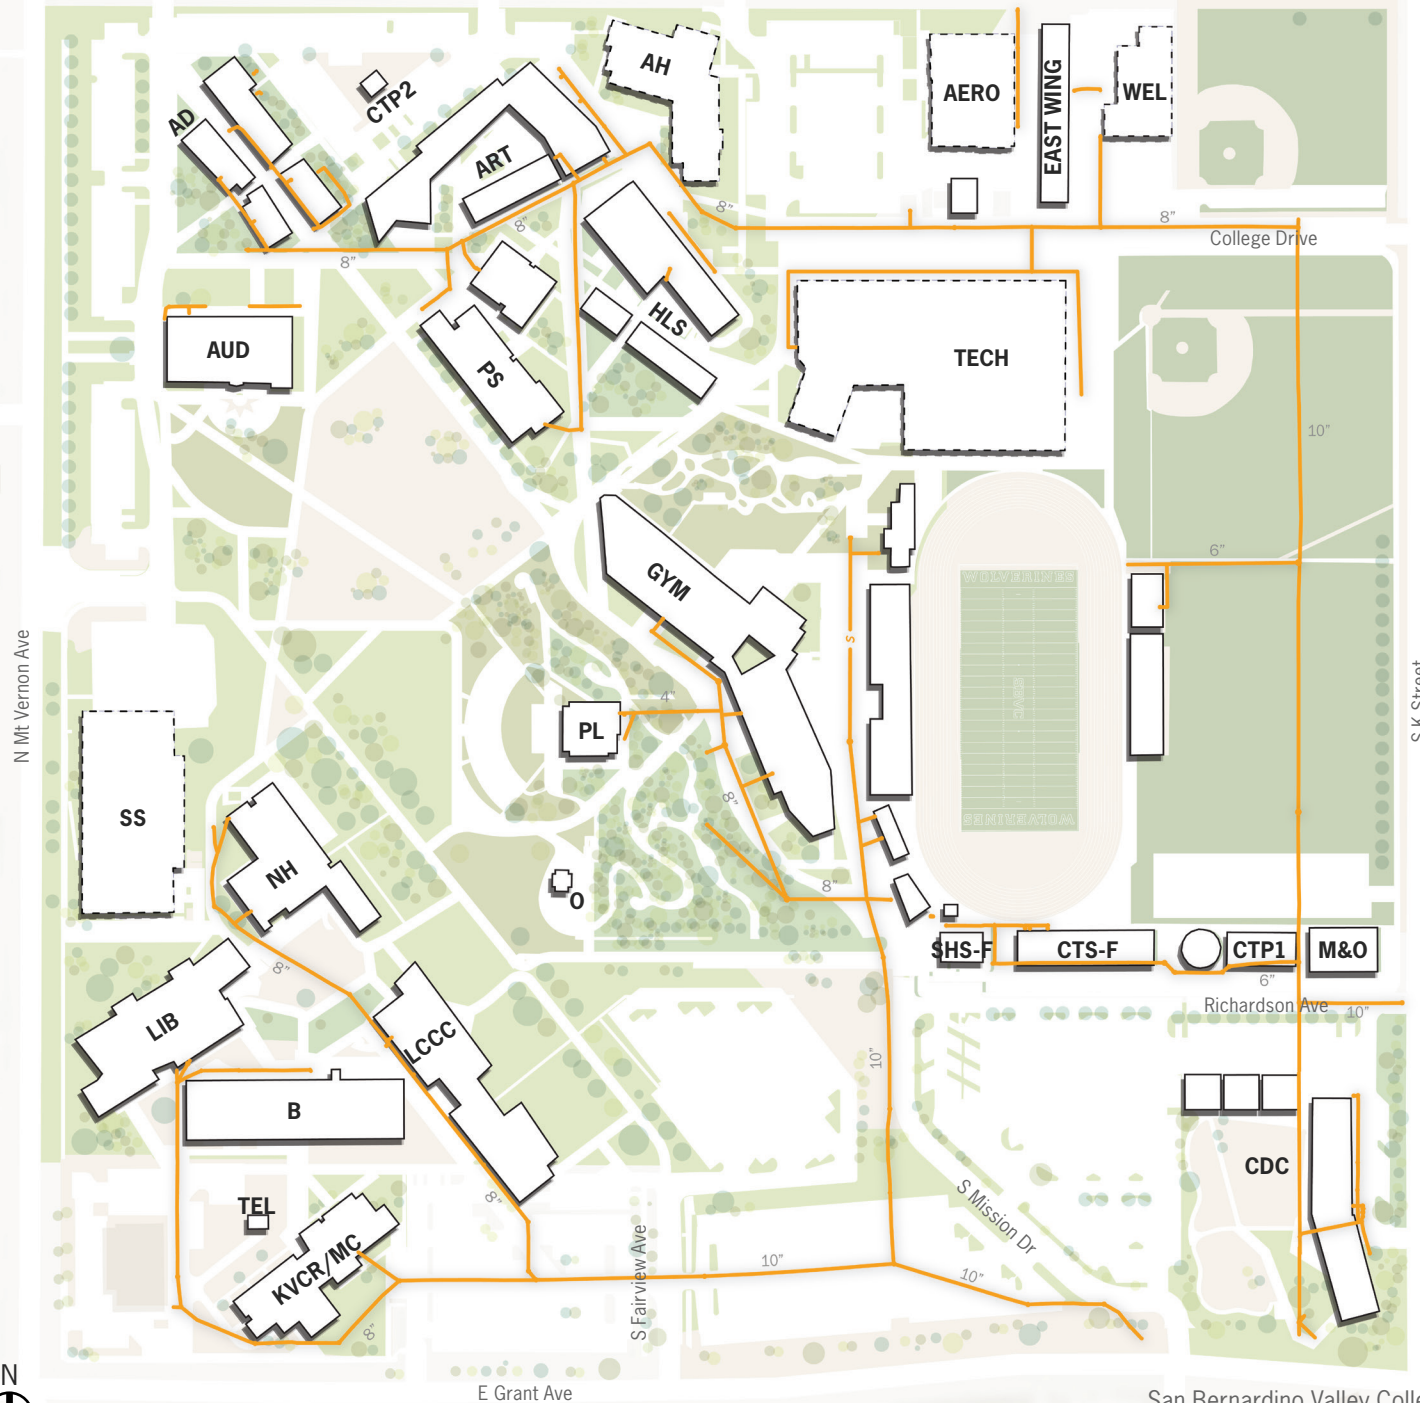 AH
AERO
EAST WING
WEL
AD
CTP2
ART
8"
8"
8"
8"
College Drive
AUD
HLS
PS
TECH
10"
6"
WOLVERINES
GYM
S
N Mt Vernon Ave
S K Street
4"
PL
SBVC
SS
8"
WOLVERINES
NH
O
8"
8"
SHS-F
CTS-F
CTP1
M&O
6"
Richardson Ave
10"
LIB
LCCC
10"
B
CDC
8"
TEL
S Mission Dr
KVCR/MC
S Fairview Ave
10"
10"
8"
N
E Grant Ave
San Bernardino Valley Colle